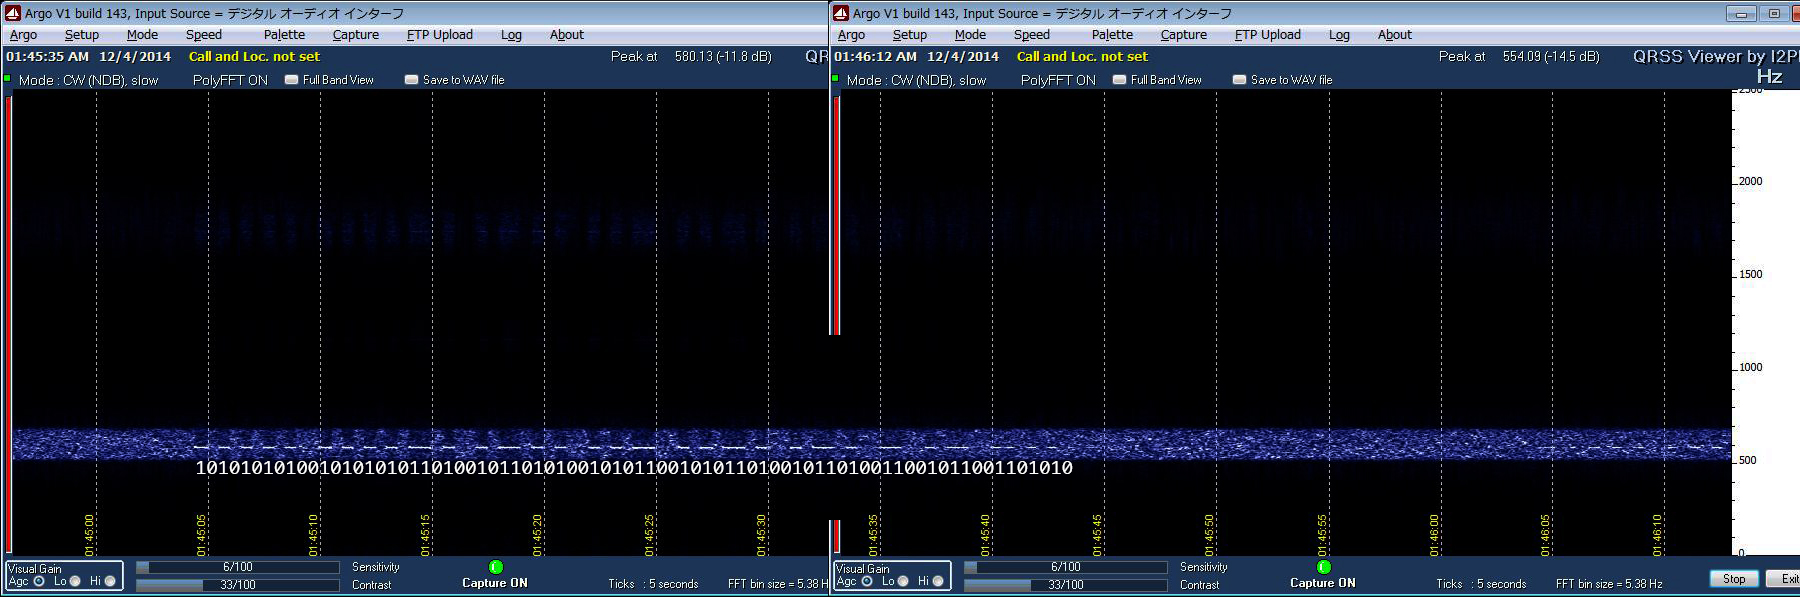 Argo V1 build 143, Input Source = デジタル オーディオ インターフ
Argo Setup Mode Speed Palette Capture FTP Upload Log About
01:45:35 AM 12/4/2014 Call and Loc. not set Peak at 580.13 (-11.8 dB) QR
Mode : CW (NDB), slow PolyFFT ON Full Band View Save to WAV file
01:45:00 01:45:05 01:45:10 01:45:15 01:45:20 01:45:25 01:45:30
Visual Gain
Agc Lo Hi
6/100 Sensitivity
33/100 Contrast
Capture ON
Ticks : 5 seconds FFT bin size = 5.38 H
Argo V1 build 143, Input Source = デジタル オーディオ インターフ
Argo Setup Mode Speed Palette Capture FTP Upload Log About
01:46:12 AM 12/4/2014 Call and Loc. not set Peak at 554.09 (-14.5 dB) QRSS Viewer by I2P
Mode : CW (NDB), slow PolyFFT ON Full Band View Save to WAV file Hz
2500
2000
1500
1000
500
0
101010101001010101011010010110101001010110010101101001011010011001011001101010
01:45:35 01:45:40 01:45:45 01:45:50 01:45:55 01:46:00 01:46:05 01:46:10
Visual Gain
Agc Lo Hi
6/100 Sensitivity
33/100 Contrast
Capture ON
Ticks : 5 seconds FFT bin size = 5.38 Hz
Stop Exit